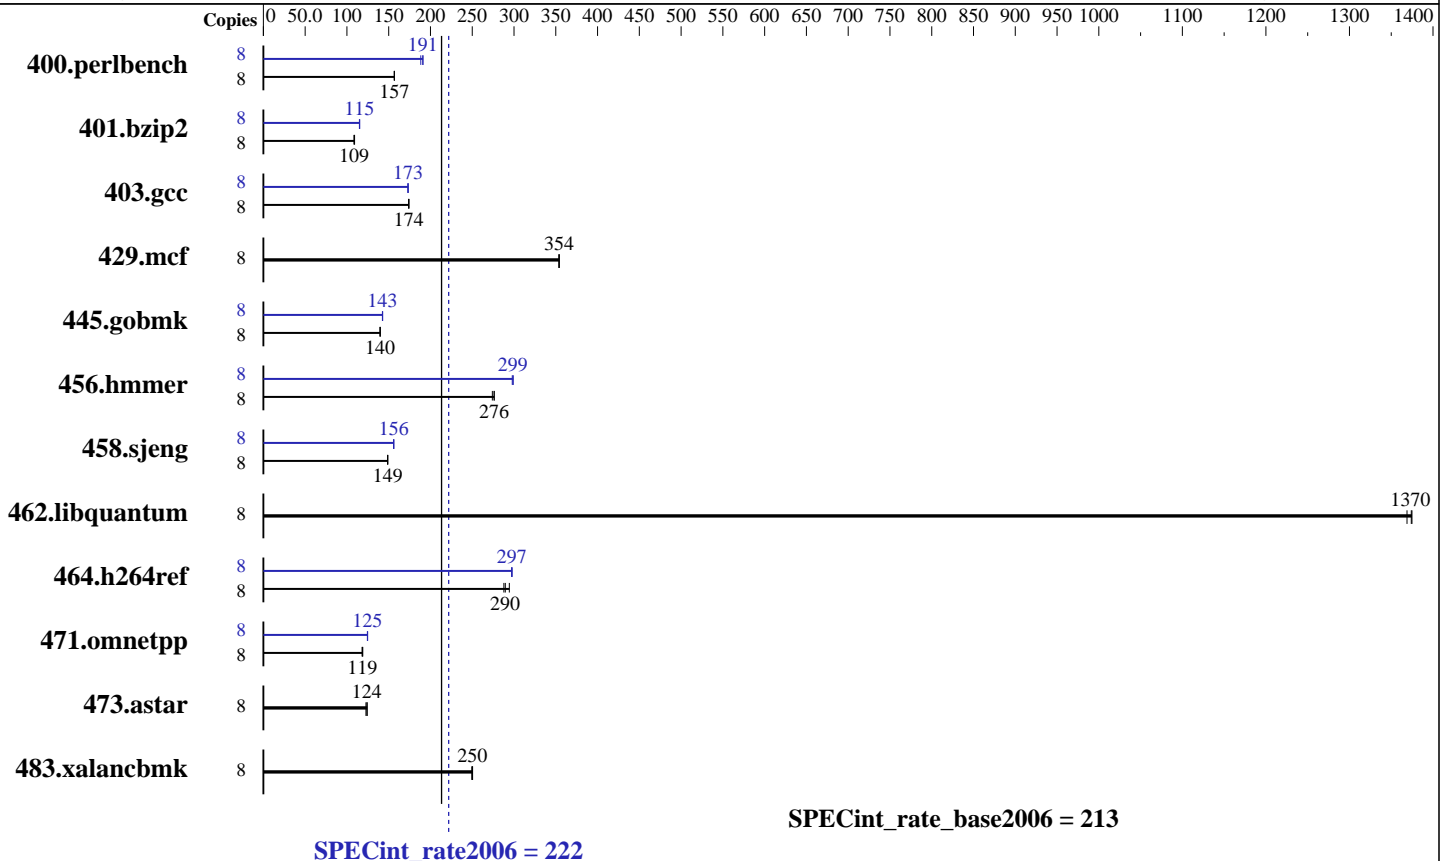 Copies 0 50.0 100 150 200 250 300 350 400 450 500 550 600 650 700 750 800 850 900 950 1000 1100 1200 1300 1400
8 191
400.perlbench
8 157
8 115
401.bzip2
8 109
8 173
403.gcc
8 174
429.mcf 8 354
8 143
445.gobmk
8 140
8 299
456.hmmer
8 276
8 156
458.sjeng
8 149
462.libquantum 8 1370
8 297
464.h264ref
8 290
8 125
471.omnetpp
8 119
473.astar 8 124
483.xalancbmk 8 250
SPECint_rate_base2006 = 213
SPECint_rate2006 = 222